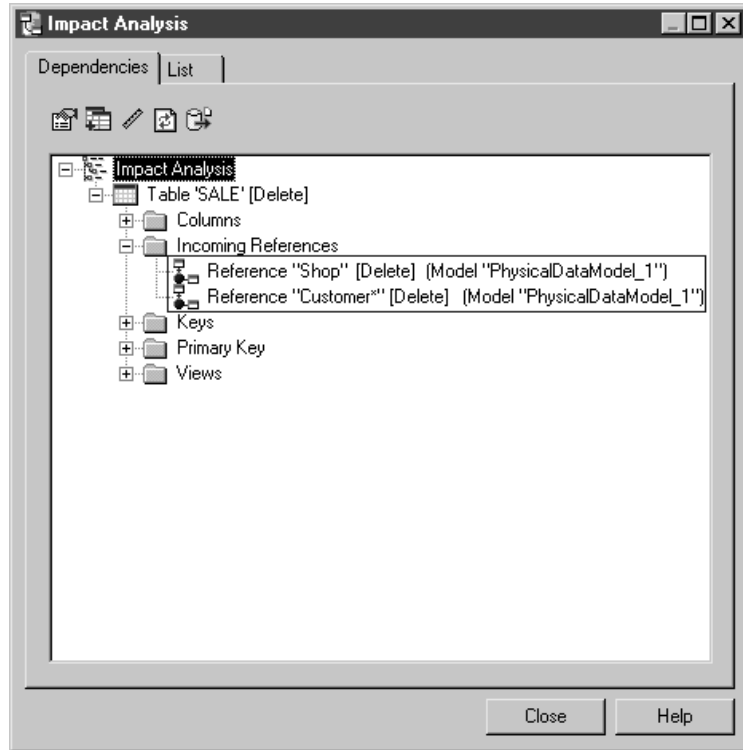 Impact Analysis
Dependencies List
Impact Analysis
Table 'SALE' [Delete]
Columns
Incoming References
Reference "Shop" [Delete] (Model "PhysicalDataModel_1")
Reference "Customer*" [Delete] (Model "PhysicalDataModel_1")
Keys
Primary Key
Views
Close Help